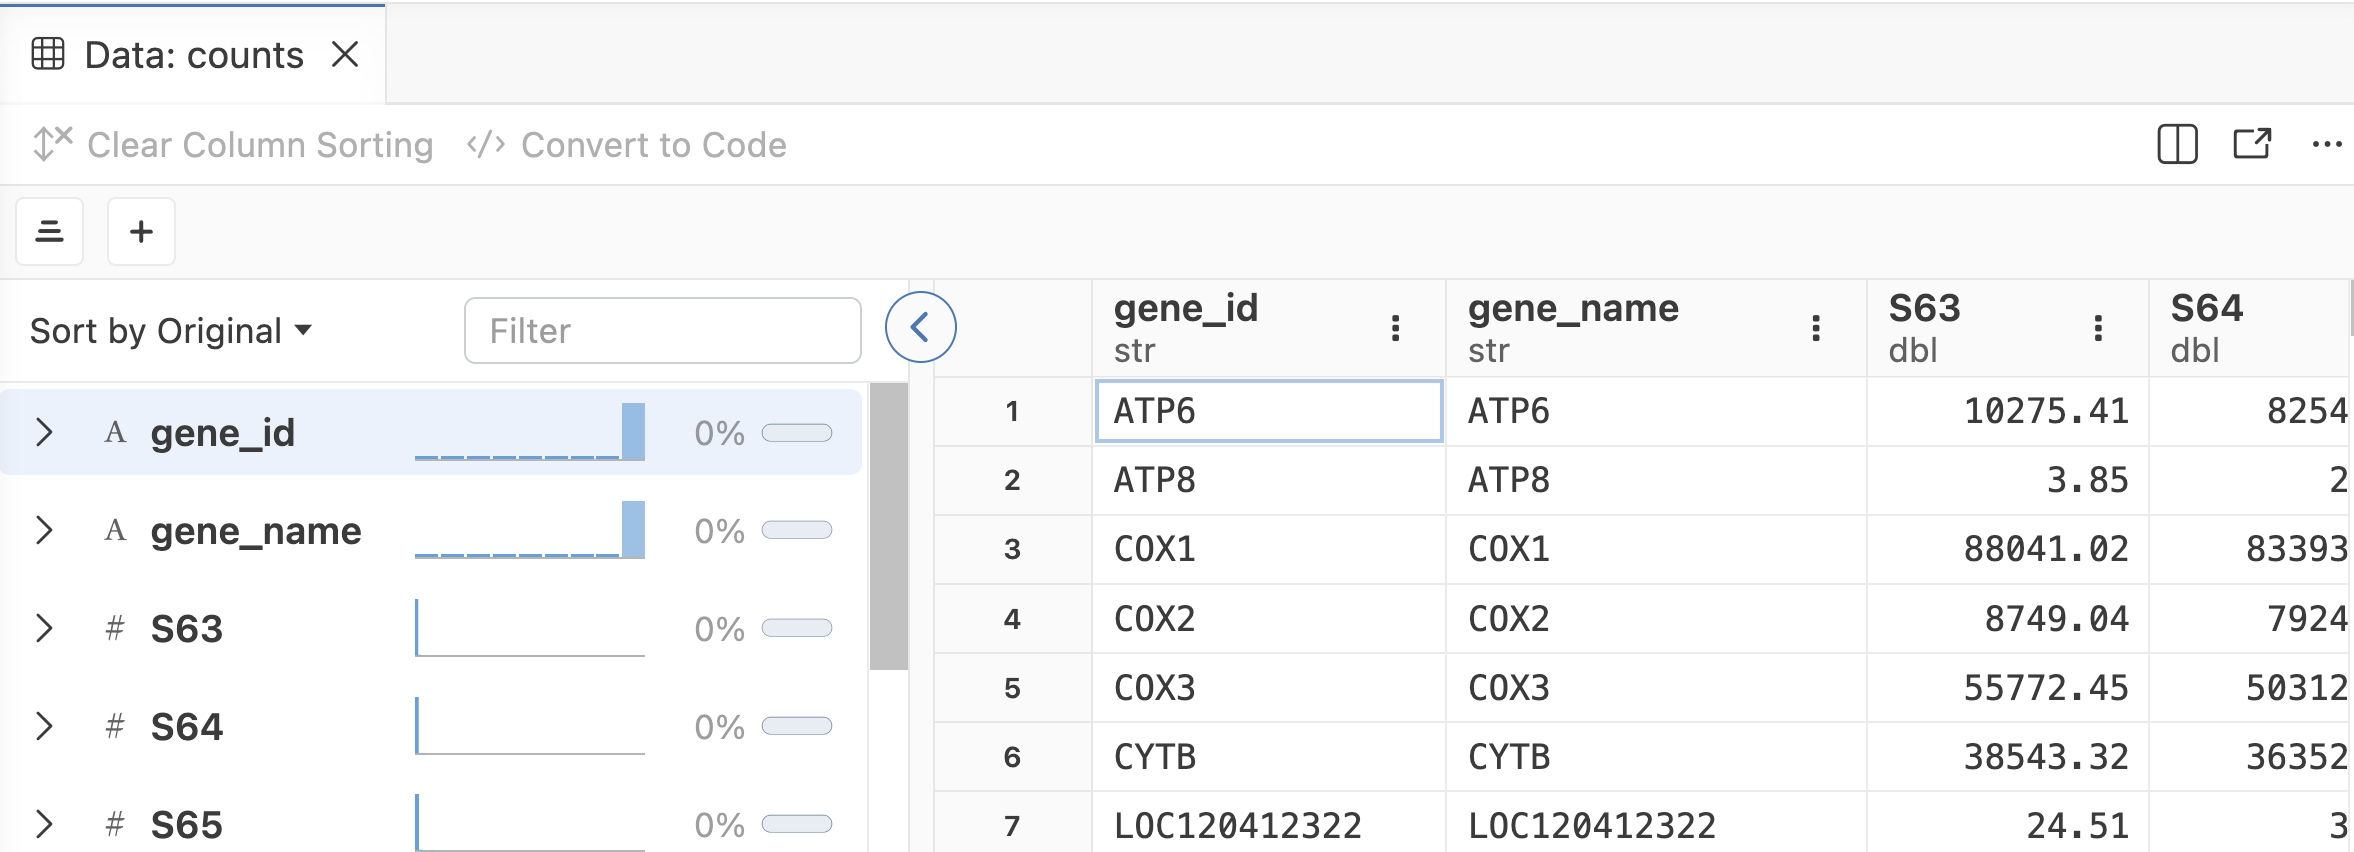 Data: counts
Clear Column Sorting Convert to Code
Sort by Original Filter
gene_id 0%
gene_name 0%
# S63 0%
# S64 0%
# S65 0%
gene_id gene_name S63 S64
str str dbl dbl
1 ATP6 ATP6 10275.41 8254
2 ATP8 ATP8 3.85 2
3 COX1 COX1 88041.02 83393
4 COX2 COX2 8749.04 7924
5 COX3 COX3 55772.45 50312
6 CYTB CYTB 38543.32 36352
7 LOC120412322 LOC120412322 24.51 3